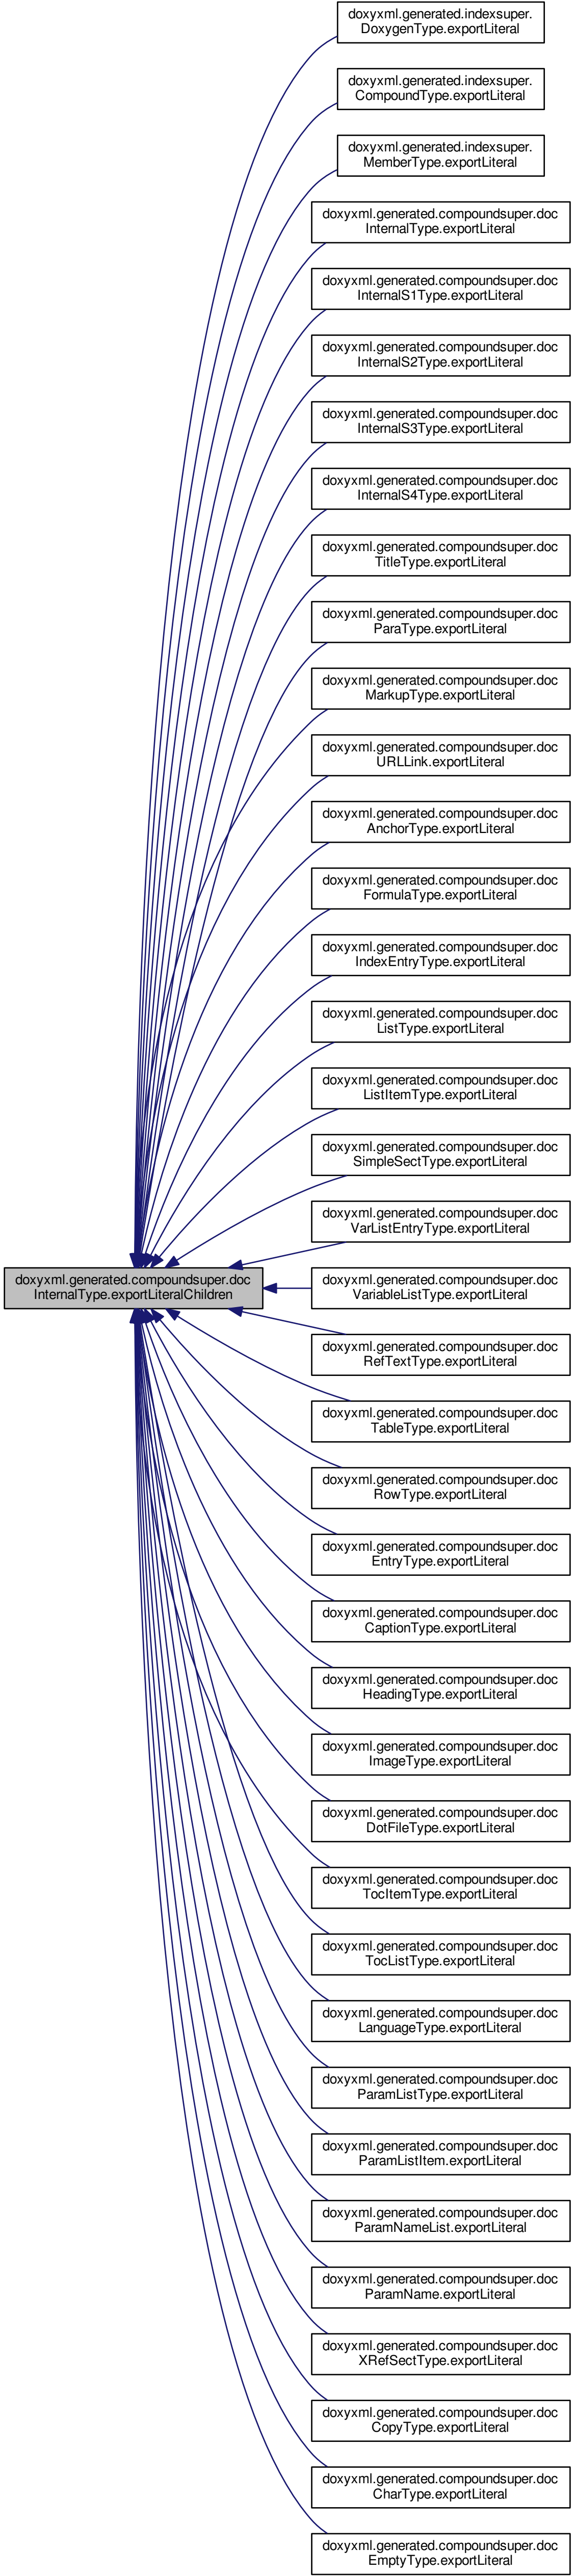 doxyxml.generated.indexsuper.
DoxygenType.exportLiteral
doxyxml.generated.indexsuper.
CompoundType.exportLiteral
doxyxml.generated.indexsuper.
MemberType.exportLiteral
doxyxml.generated.compoundsuper.doc
InternalType.exportLiteral
doxyxml.generated.compoundsuper.doc
InternalS1Type.exportLiteral
doxyxml.generated.compoundsuper.doc
InternalS2Type.exportLiteral
doxyxml.generated.compoundsuper.doc
InternalS3Type.exportLiteral
doxyxml.generated.compoundsuper.doc
InternalS4Type.exportLiteral
doxyxml.generated.compoundsuper.doc
TitleType.exportLiteral
doxyxml.generated.compoundsuper.doc
ParaType.exportLiteral
doxyxml.generated.compoundsuper.doc
MarkupType.exportLiteral
doxyxml.generated.compoundsuper.doc
URLLink.exportLiteral
doxyxml.generated.compoundsuper.doc
AnchorType.exportLiteral
doxyxml.generated.compoundsuper.doc
FormulaType.exportLiteral
doxyxml.generated.compoundsuper.doc
IndexEntryType.exportLiteral
doxyxml.generated.compoundsuper.doc
ListType.exportLiteral
doxyxml.generated.compoundsuper.doc
ListItemType.exportLiteral
doxyxml.generated.compoundsuper.doc
SimpleSectType.exportLiteral
doxyxml.generated.compoundsuper.doc
VarListEntryType.exportLiteral
doxyxml.generated.compoundsuper.doc
InternalType.exportLiteralChildren
doxyxml.generated.compoundsuper.doc
VariableListType.exportLiteral
doxyxml.generated.compoundsuper.doc
RefTextType.exportLiteral
doxyxml.generated.compoundsuper.doc
TableType.exportLiteral
doxyxml.generated.compoundsuper.doc
RowType.exportLiteral
doxyxml.generated.compoundsuper.doc
EntryType.exportLiteral
doxyxml.generated.compoundsuper.doc
CaptionType.exportLiteral
doxyxml.generated.compoundsuper.doc
HeadingType.exportLiteral
doxyxml.generated.compoundsuper.doc
ImageType.exportLiteral
doxyxml.generated.compoundsuper.doc
DotFileType.exportLiteral
doxyxml.generated.compoundsuper.doc
TocItemType.exportLiteral
doxyxml.generated.compoundsuper.doc
TocListType.exportLiteral
doxyxml.generated.compoundsuper.doc
LanguageType.exportLiteral
doxyxml.generated.compoundsuper.doc
ParamListType.exportLiteral
doxyxml.generated.compoundsuper.doc
ParamListItem.exportLiteral
doxyxml.generated.compoundsuper.doc
ParamNameList.exportLiteral
doxyxml.generated.compoundsuper.doc
ParamName.exportLiteral
doxyxml.generated.compoundsuper.doc
XRefSectType.exportLiteral
doxyxml.generated.compoundsuper.doc
CopyType.exportLiteral
doxyxml.generated.compoundsuper.doc
CharType.exportLiteral
doxyxml.generated.compoundsuper.doc
EmptyType.exportLiteral